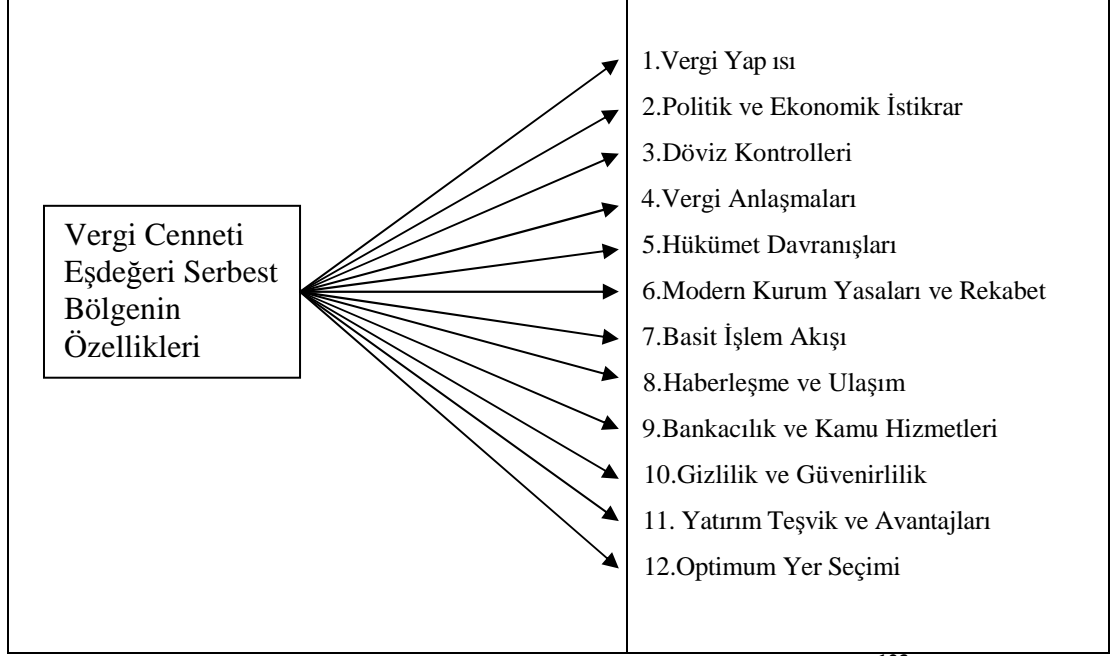 Vergi Cenneti
Eşdeğeri Serbest
Bölgenin
Özellikleri
1.Vergi Yap ısı
2.Politik ve Ekonomik İstikrar
3.Döviz Kontrolleri
4.Vergi Anlaşmaları
5.Hükümet Davranışları
6.Modern Kurum Yasaları ve Rekabet
7.Basit İşlem Akışı
8.Haberleşme ve Ulaşım
9.Bankacılık ve Kamu Hizmetleri
10.Gizlilik ve Güvenirlilik
11. Yatırım Teşvik ve Avantajları
12.Optimum Yer Seçimi